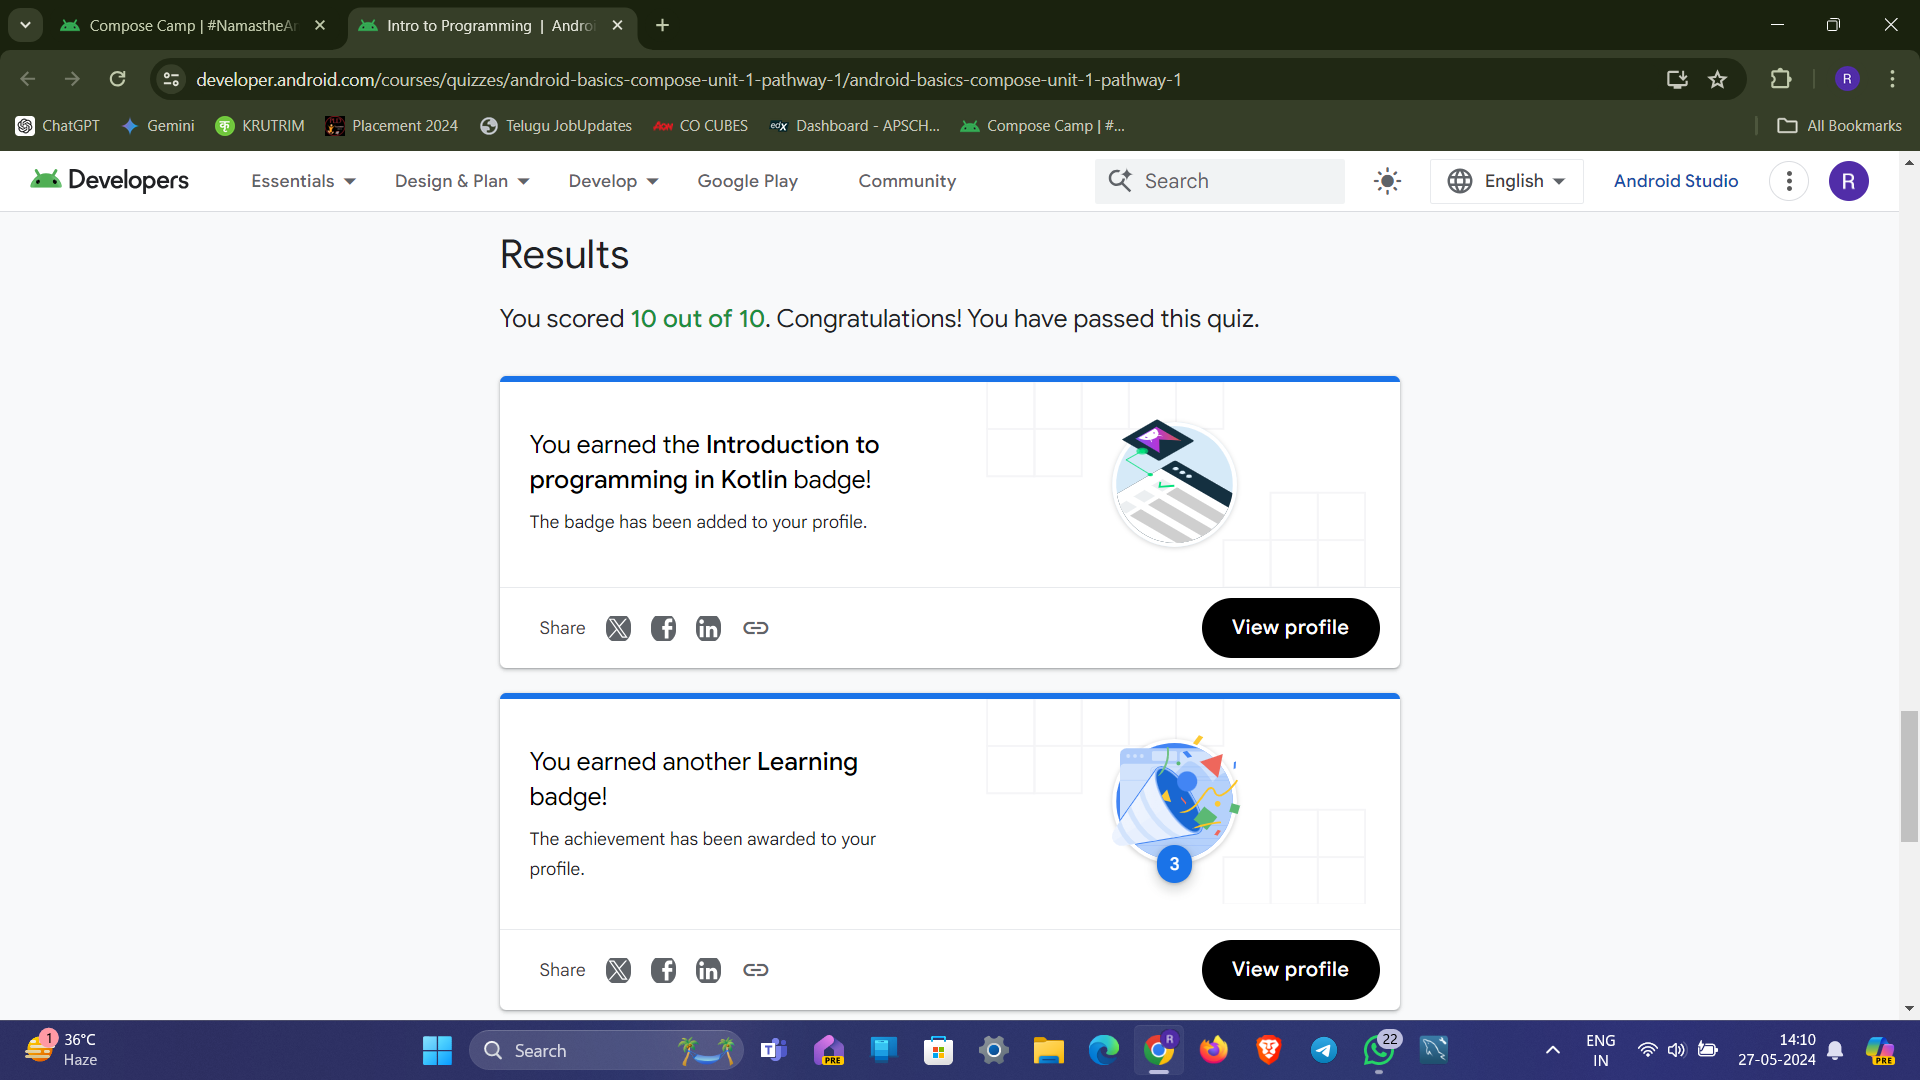 Compose Camp | #NamastheAn
Intro to Programming | Androi
developer.android.com/courses/quizzes/android-basics-compose-unit-1-pathway-1/android-basics-compose-unit-1-pathway-1
R
ChatGPT
Gemini
KRUTRIM
Placement 2024
Telugu JobUpdates
AON CO CUBES
edX Dashboard - APSCH...
Compose Camp | #...
All Bookmarks
Developers
Essentials
Design & Plan
Develop
Google Play
Community
Search
English
Android Studio
R
Results
You scored 10 out of 10. Congratulations! You have passed this quiz.
You earned the Introduction to
programming in Kotlin badge!
The badge has been added to your profile.
Share
View profile
You earned another Learning
badge!
The achievement has been awarded to your
profile.
3
Share
View profile
1
36°C
Haze
Search
PRE
R
22
ENG
IN
14:10
27-05-2024
PRE